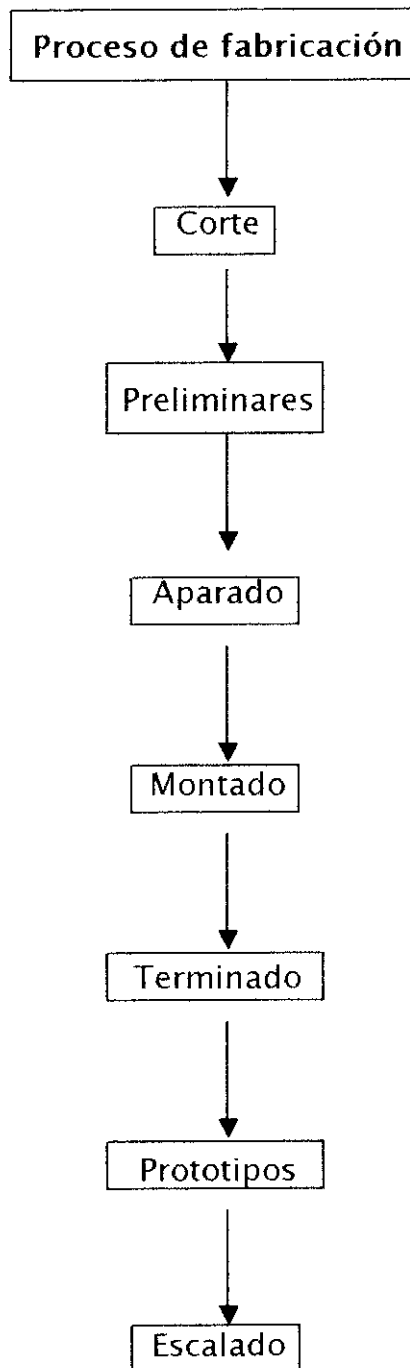 Proceso de fabricación
Corte
Preliminares
Aparado
Montado
Terminado
Prototipos
Escalado